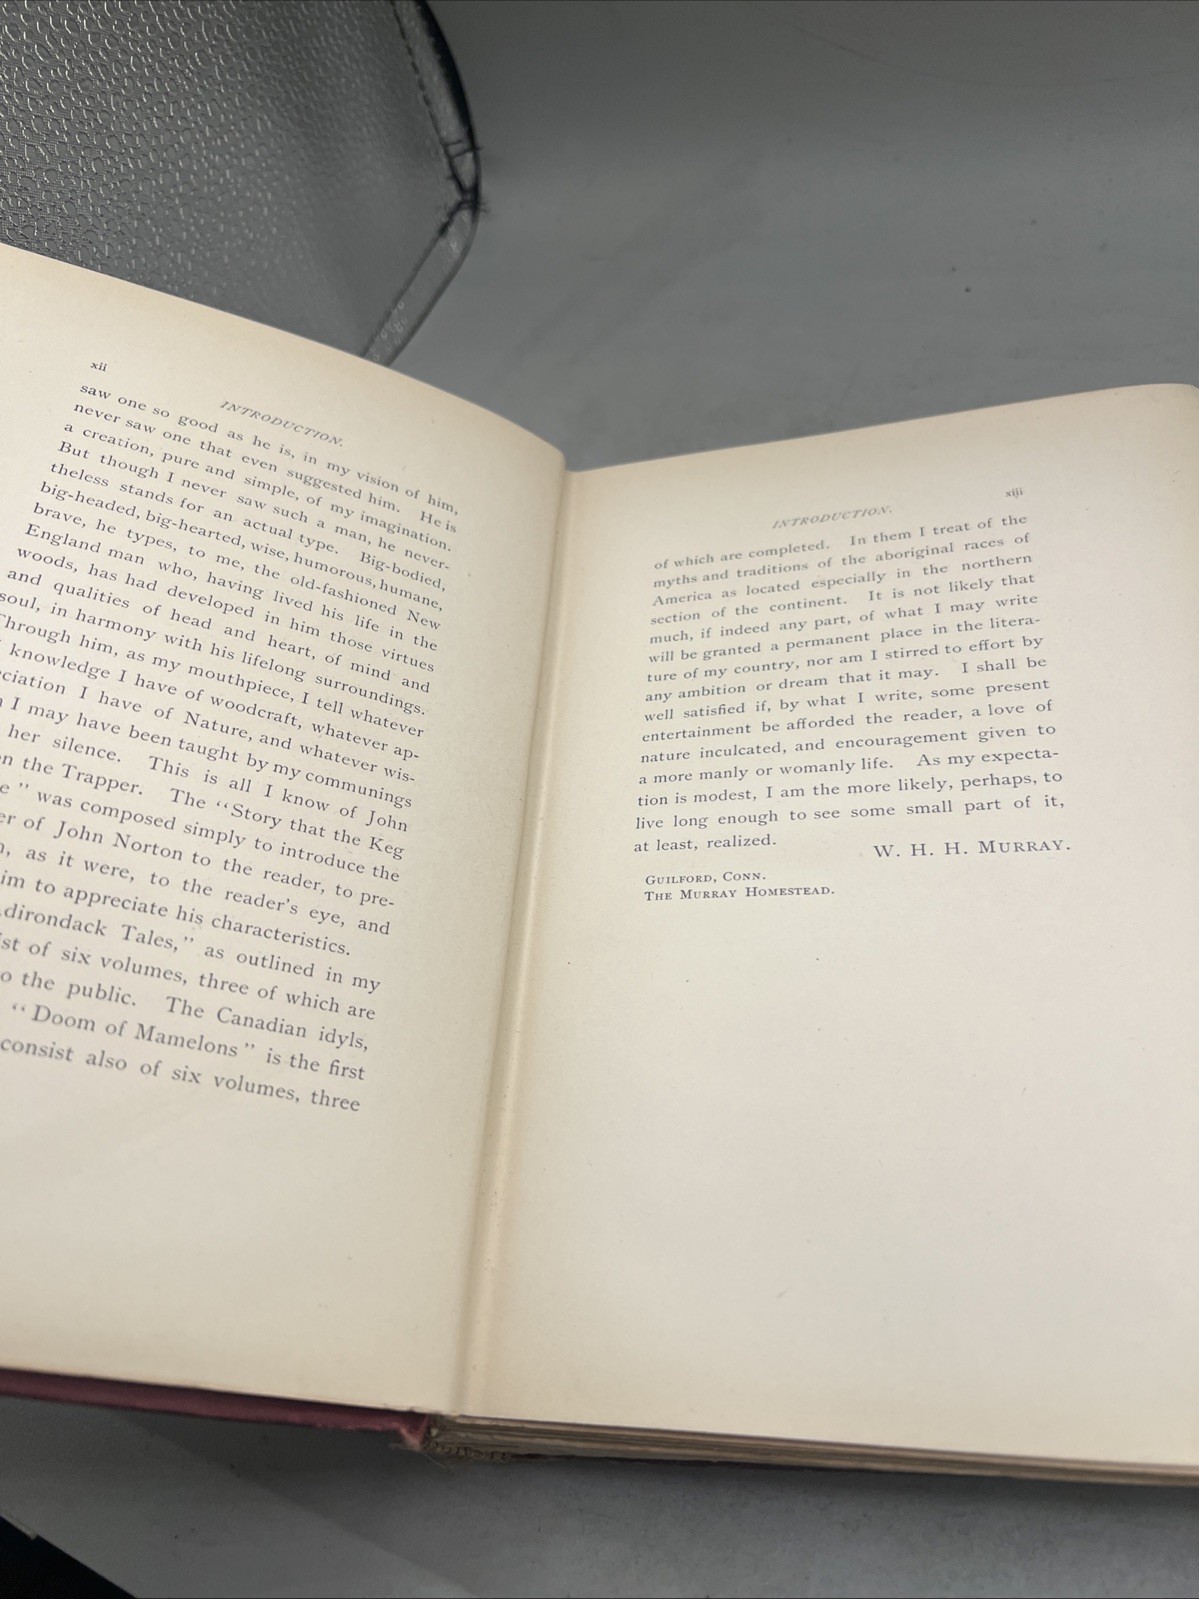 xii
INTRODUCTION.
saw one so good as he is, in my vision of him,
never saw one that even suggested him. He is
a creation, pure and simple, of my imagination.
But though I never saw such a man, he never-
theless stands for an actual type. Big-bodied,
big-headed, big-hearted, wise, humorous, humane,
brave, he types, to me, the old-fashioned New
England man who, having lived his life in the
woods, has had developed in him those virtues
and qualities of head and heart, of mind and
soul, in harmony with his lifelong surroundings.
Through him, as my mouthpiece, I tell whatever
knowledge I have of woodcraft, whatever ap-
ciation I have of Nature, and whatever wis-
I may have been taught by my communings
her silence. This is all I know of John
on the Trapper. The "Story that the Keg
e" was composed simply to introduce the
er of John Norton to the reader, to pre-
, as it were, to the reader's eye, and
im to appreciate his characteristics.
dirondack Tales," as outlined in my
ist of six volumes, three of which are
o the public. The Canadian idyls,
"Doom of Mamelons" is the first
consist also of six volumes, three
xiii
INTRODUCTION.
of which are completed. In them I treat of the
myths and traditions of the aboriginal races of
America as located especially in the northern
section of the continent. It is not likely that
much, if indeed any part, of what I may write
will be granted a permanent place in the litera-
ture of my country, nor am I stirred to effort by
any ambition or dream that it may. I shall be
well satisfied if, by what I write, some present
entertainment be afforded the reader, a love of
nature inculcated, and encouragement given to
a more manly or womanly life. As my expecta-
tion is modest, I am the more likely, perhaps, to
live long enough to see some small part of it,
at least, realized.
W. H. H. MURRAY.
GUILFORD, CONN.
THE MURRAY HOMESTEAD.